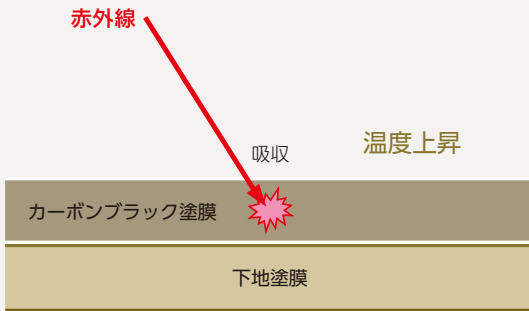 赤外線
吸収
温度上昇
カーボンブラック塗膜
下地塗膜